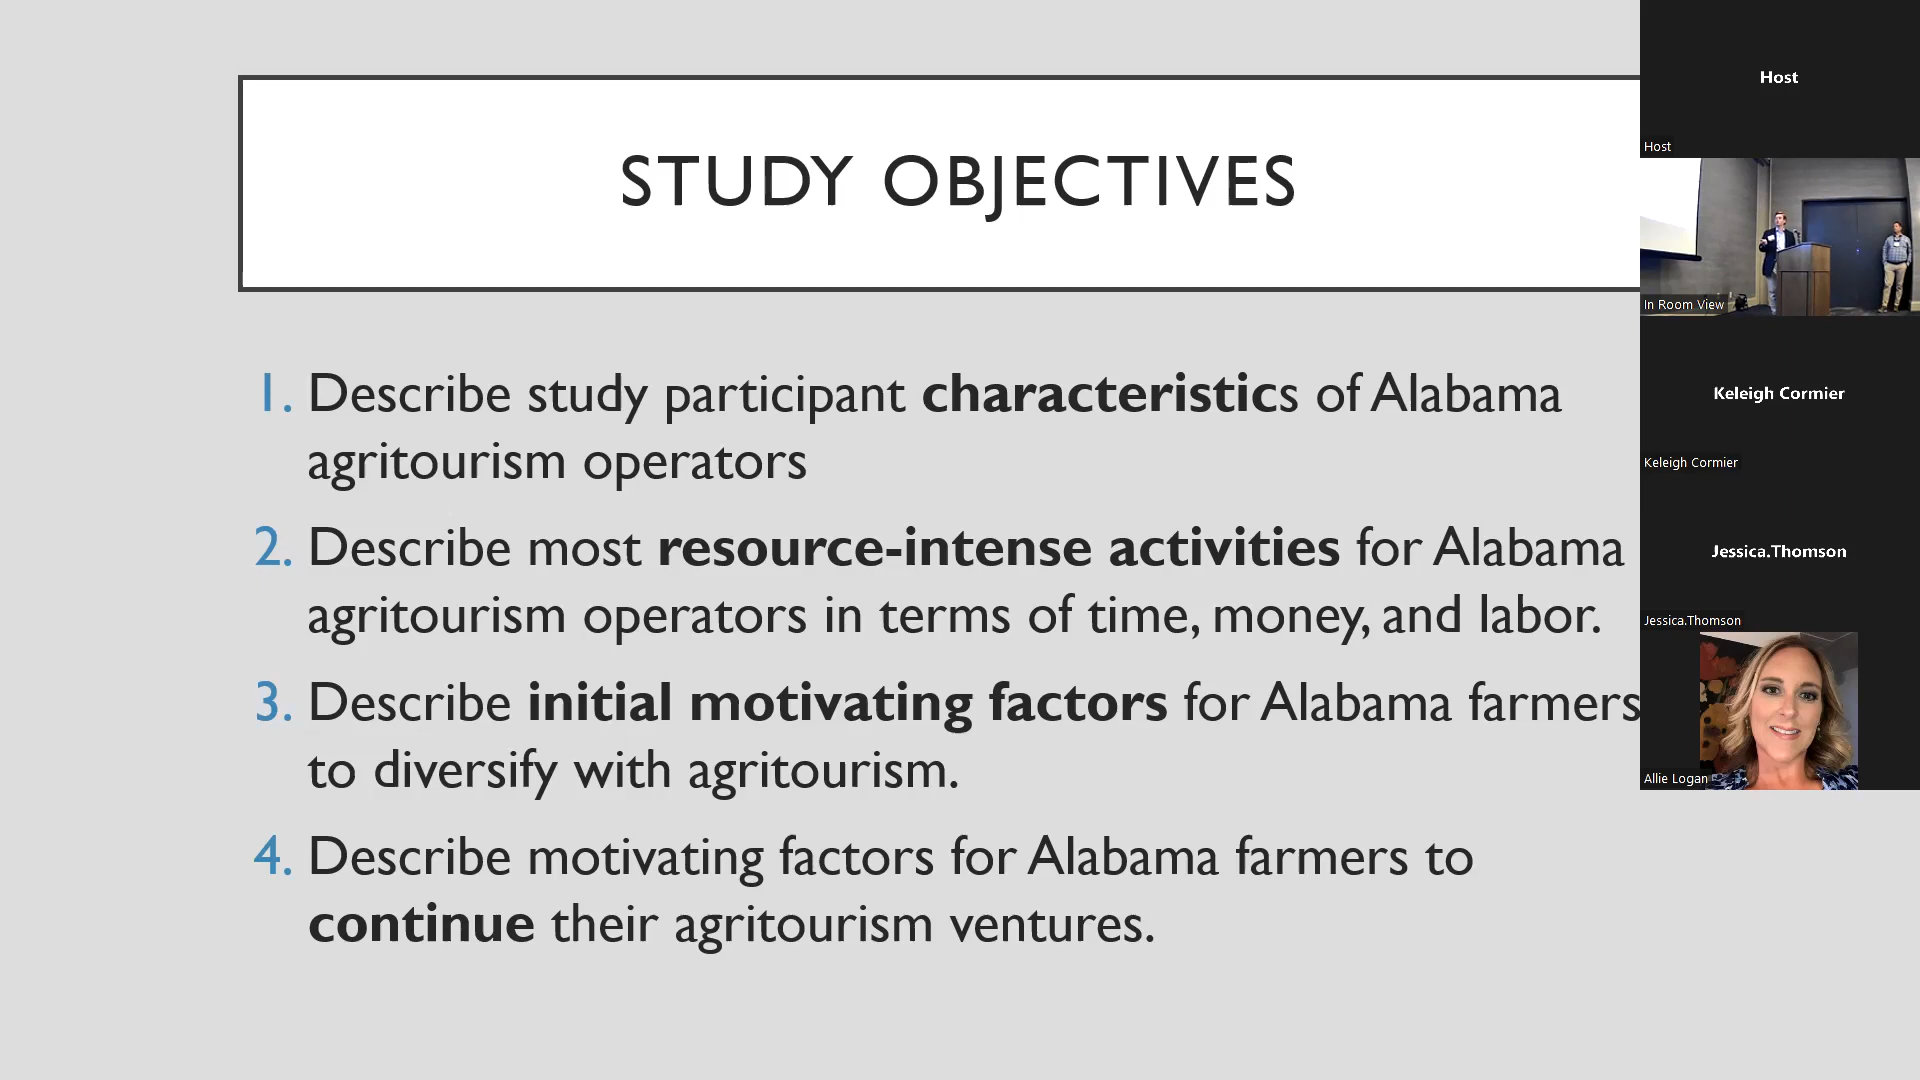 STUDY OBJECTIVES
1. Describe study participant characteristics of Alabama
agritourism operators
2. Describe most resource-intense activities for Alabama
agritourism operators in terms of time, money, and labor.
3. Describe initial motivating factors for Alabama farmers
to diversify with agritourism.
4. Describe motivating factors for Alabama farmers to
continue their agritourism ventures.
Host
Host
In Room View
Keleigh Cormier
Keleigh Cormier
Jessica.Thomson
Jessica.Thomson
Allie Logan